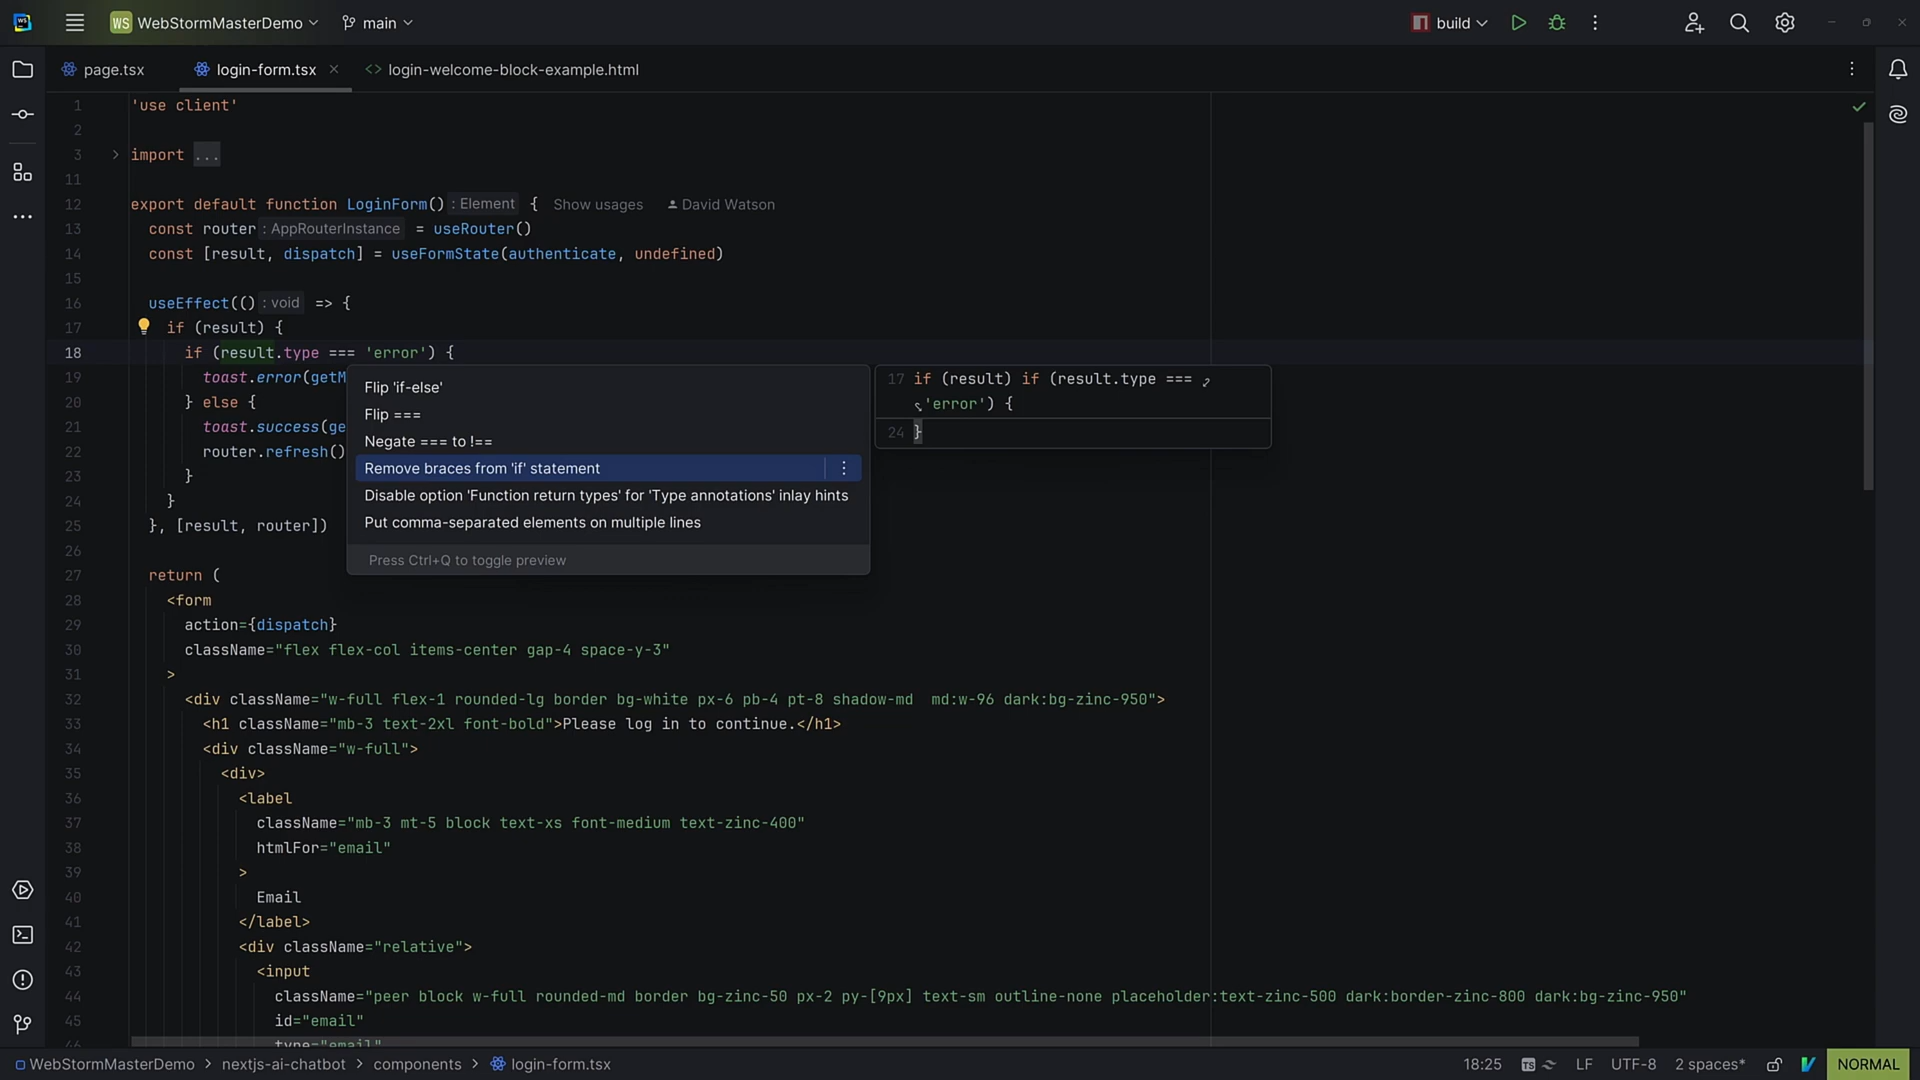 WS WebStormMasterDemo main build
page.tsx login-form.tsx login-welcome-block-example.html
1 'use client'
2
3 import ...
11
12 export default function LoginForm() : Element { Show usages David Watson
13 const router : AppRouterInstance = useRouter()
14 const [result, dispatch] = useFormState(authenticate, undefined)
15
16 useEffect(() : void => {
17 if (result) {
18 if (result.type === 'error') {
19 toast.error(getM
20 } else {
21 toast.success(ge
22 router.refresh()
23 }
24 }
25 }, [result, router])
26
Flip 'if-else'
Flip ===
Negate === to !==
Remove braces from 'if' statement
Disable option 'Function return types' for 'Type annotations' inlay hints
Put comma-separated elements on multiple lines
Press Ctrl+Q to toggle preview
17 if (result) if (result.type ===
'error') {
24 }
27 return (
28 <form
29 action={dispatch}
30 className="flex flex-col items-center gap-4 space-y-3"
31 >
32 <div className="w-full flex-1 rounded-lg border bg-white px-6 pb-4 pt-8 shadow-md  md:w-96 dark:bg-zinc-950">
33 <h1 className="mb-3 text-2xl font-bold">Please log in to continue.</h1>
34 <div className="w-full">
35 <div>
36 <label
37 className="mb-3 mt-5 block text-xs font-medium text-zinc-400"
38 htmlFor="email"
39 >
40 Email
41 </label>
42 <div className="relative">
43 <input
44 className="peer block w-full rounded-md border bg-zinc-50 px-2 py-[9px] text-sm outline-none placeholder:text-zinc-500 dark:border-zinc-800 dark:bg-zinc-950"
45 id="email"
46 type="email"
WebStormMasterDemo > nextjs-ai-chatbot > components > login-form.tsx 18:25 TS LF UTF-8 2 spaces* NORMAL